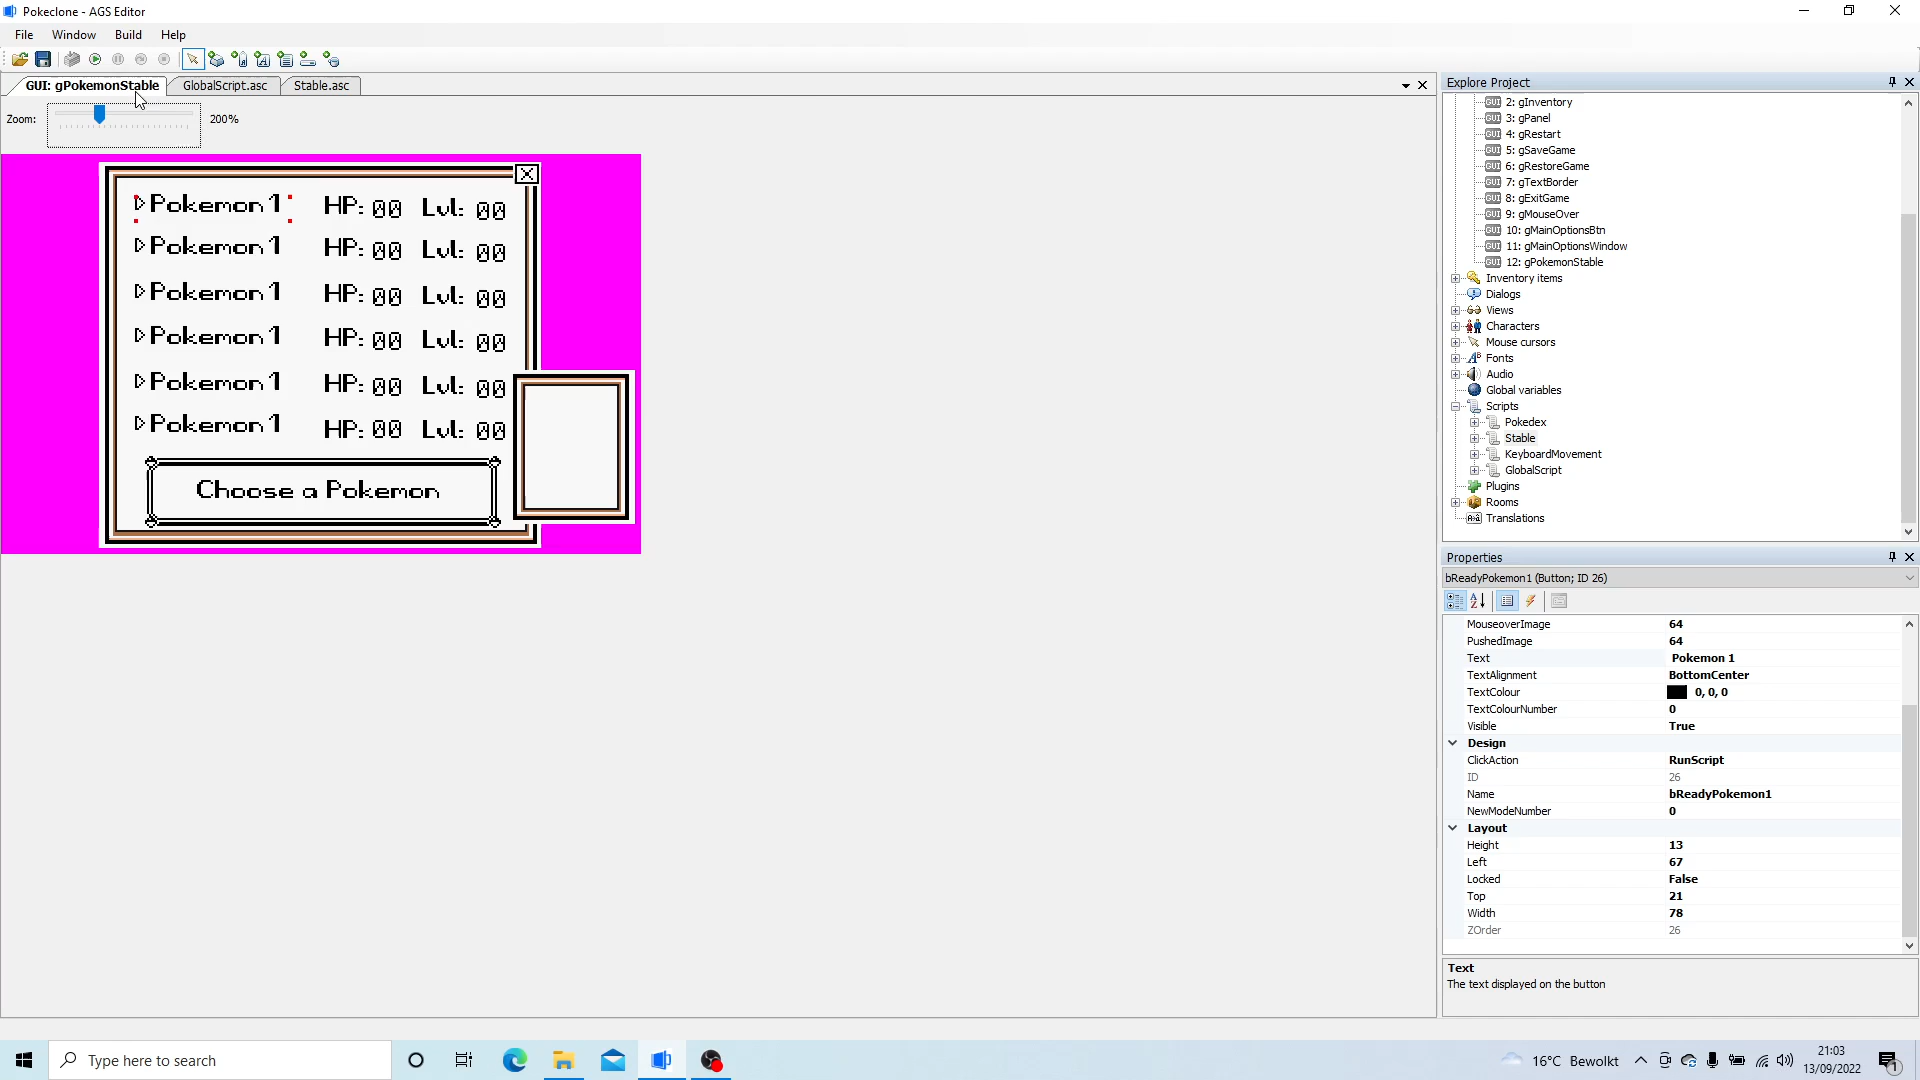 Pokeclone - AGS Editor
File Window Build Help
GUI: gPokemonStable GlobalScript.asc Stable.asc
Zoom: 200%
Pokemon 1 HP: 00 Lvl: 00
Pokemon 1 HP: 00 Lvl: 00
Pokemon 1 HP: 00 Lvl: 00
Pokemon 1 HP: 00 Lvl: 00
Pokemon 1 HP: 00 Lvl: 00
Pokemon 1 HP: 00 Lvl: 00
Choose a Pokemon
Explore Project
2: gInventory
3: gPanel
4: gRestart
5: gSaveGame
6: gRestoreGame
7: gTextBorder
8: gExitGame
9: gMouseOver
10: gMainOptionsBtn
11: gMainOptionsWindow
12: gPokemonStable
Inventory items
Dialogs
Views
Characters
Mouse cursors
Fonts
Audio
Global variables
Scripts
Pokedex
Stable
KeyboardMovement
GlobalScript
Plugins
Rooms
Translations
Properties
bReadyPokemon1 (Button; ID 26)
MouseoverImage 64
PushedImage 64
Text Pokemon 1
TextAlignment BottomCenter
TextColour 0, 0, 0
TextColourNumber 0
Visible True
Design
ClickAction RunScript
ID 26
Name bReadyPokemon1
NewModeNumber 0
Layout
Height 13
Left 67
Locked False
Top 21
Width 78
ZOrder 26
Text
The text displayed on the button
Type here to search
16°C Bewolkt
21:03
13/09/2022
1